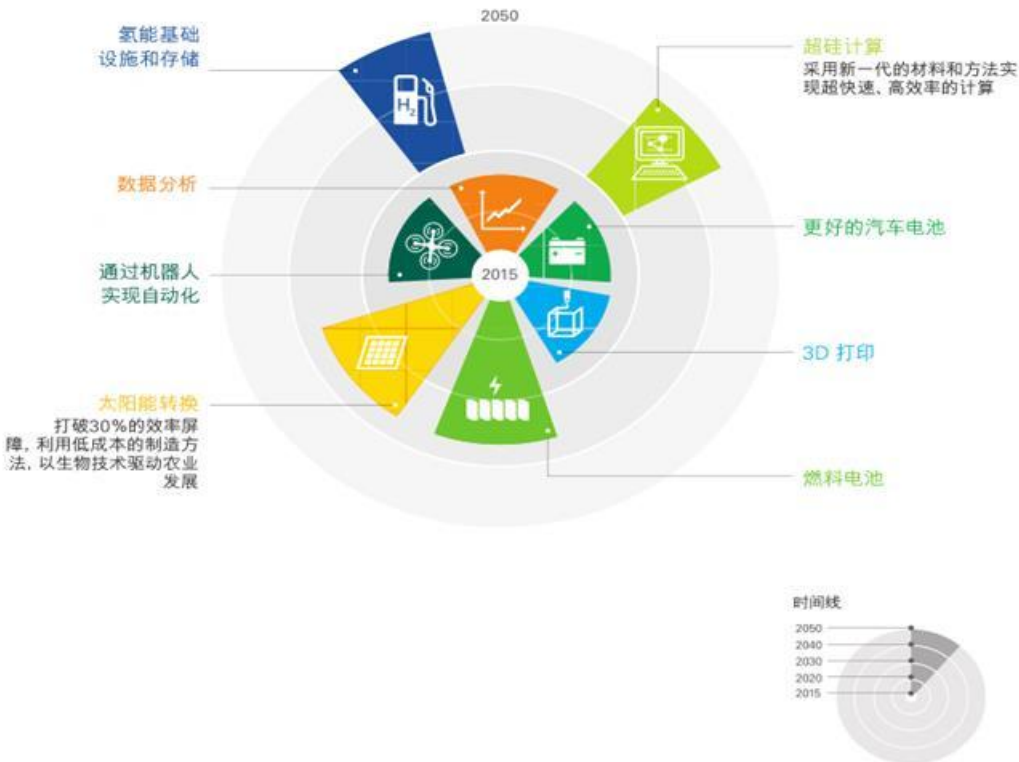 2050
氢能基础
设施和存储
超硅计算
采用新一代的材料和方法实
现超快速、高效率的计算
H2
数据分析
更好的汽车电池
通过机器人
实现自动化
2015
3D 打印
太阳能转换
打破30%的效率屏
障, 利用低成本的制造方
法, 以生物技术驱动农业
发展
燃料电池
时间线
2050
2040
2030
2020
2015